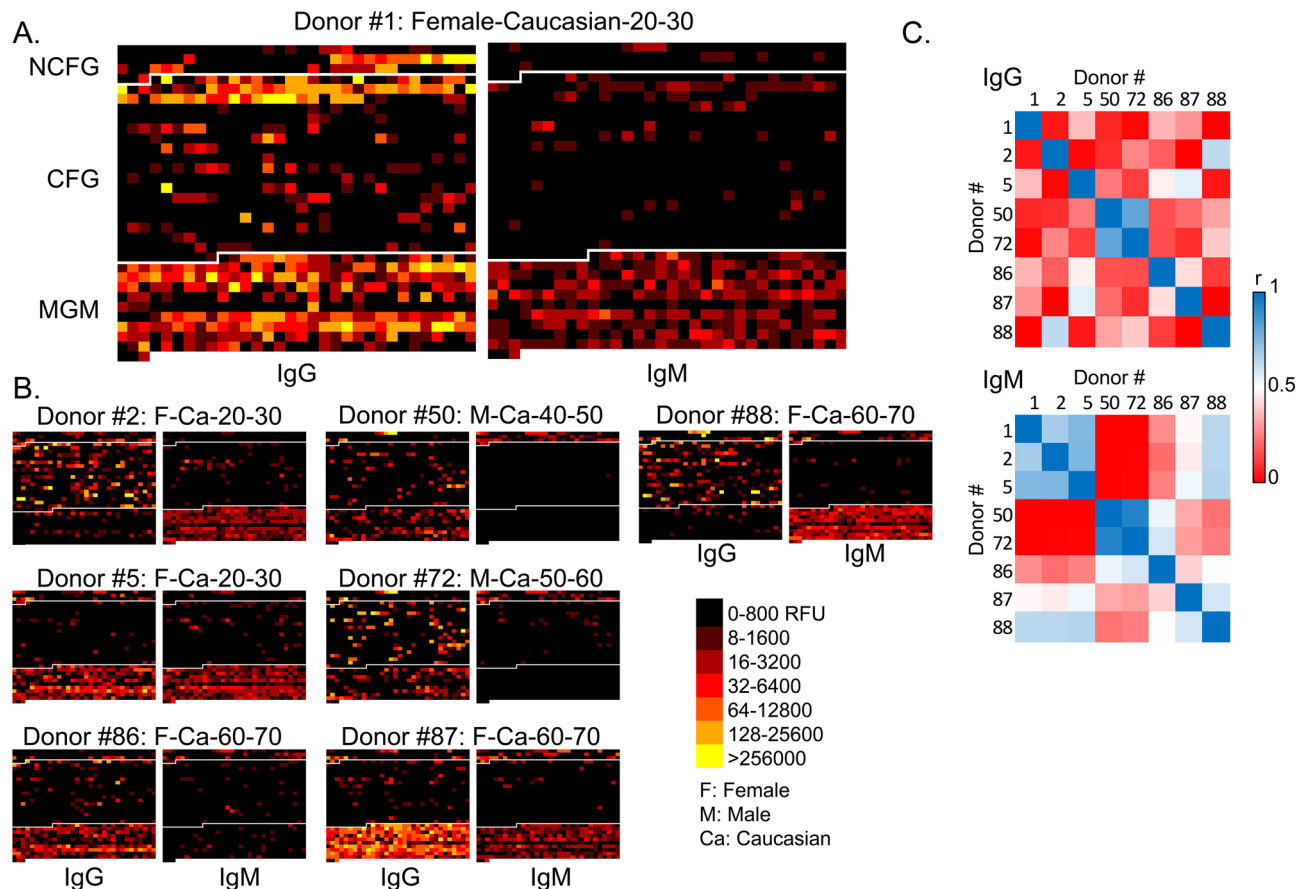 A.
Donor #1: Female-Caucasian-20-30
NCFG
CFG
MGM
IgG
IgM
B.
Donor #2: F-Ca-20-30
Donor #50: M-Ca-40-50
Donor #88: F-Ca-60-70
IgG
IgM
Donor #5: F-Ca-20-30
Donor #72: M-Ca-50-60
Donor #86: F-Ca-60-70
Donor #87: F-Ca-60-70
IgG
IgM
IgG
IgM
0-800 RFU
8-1600
16-3200
32-6400
64-12800
128-25600
>256000
F: Female
M: Male
Ca: Caucasian
C.
IgG
Donor #
1 2 5 50 72 86 87 88
Donor #
1
2
5
50
72
86
87
88
IgM
Donor #
1 2 5 50 72 86 87 88
Donor #
1
2
5
50
72
86
87
88
r
1
0.5
0